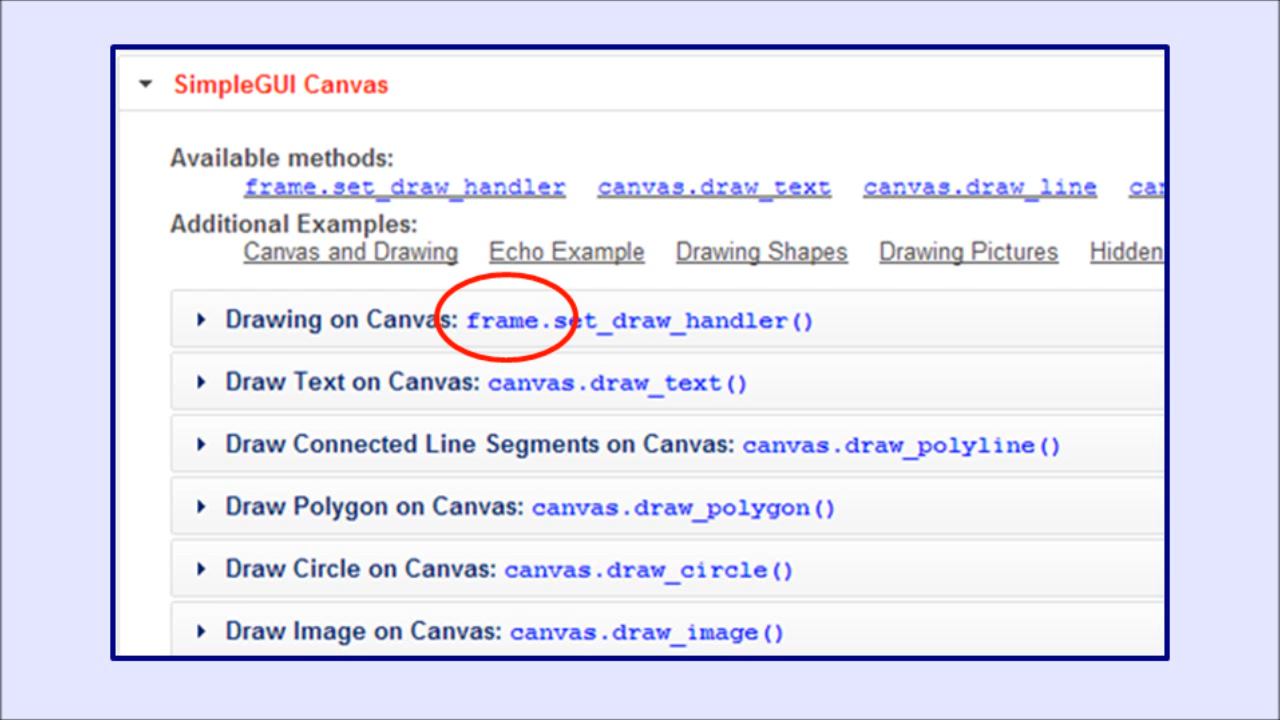 SimpleGUI Canvas
Available methods:
frame.set_draw_handler canvas.draw_text canvas.draw_line
Additional Examples:
Canvas and Drawing Echo Example Drawing Shapes Drawing Pictures Hidden
Drawing on Canvas: frame.set_draw_handler()
Draw Text on Canvas: canvas.draw_text()
Draw Connected Line Segments on Canvas: canvas.draw_polyline()
Draw Polygon on Canvas: canvas.draw_polygon()
Draw Circle on Canvas: canvas.draw_circle()
Draw Image on Canvas: canvas.draw_image()